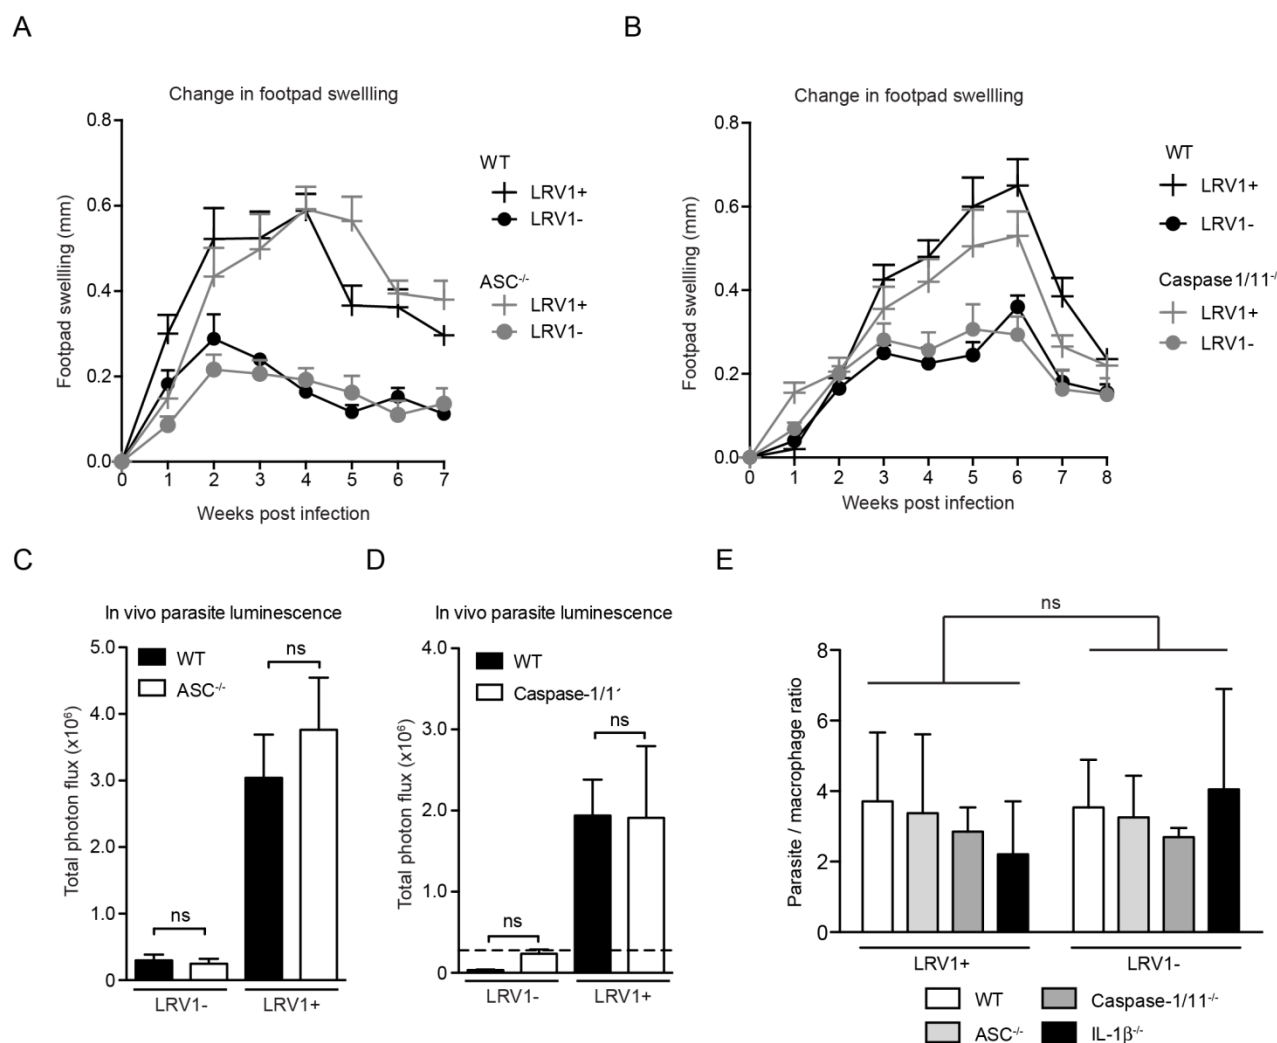 A
Change in footpad swellling
Footpad swellling (mm)
0.8
0.6
0.4
0.2
0.0
0 1 2 3 4 5 6 7
Weeks post infection
WT
LRV1+
LRV1-
ASC-/-
LRV1+
LRV1-
B
Change in footpad swellling
Footpad swellling (mm)
0.8
0.6
0.4
0.2
0.0
0 1 2 3 4 5 6 7 8
Weeks post infection
WT
LRV1+
LRV1-
Caspase1/11-/
LRV1+
LRV1-
C
In vivo parasite luminescence
Total photon flux (x10⁶)
5.0
4.0
3.0
2.0
1.0
0
WT
ASC-/-
ns
ns
LRV1- LRV1+
D
In vivo parasite luminescence
Total photon flux (x10⁶)
4.0
3.0
2.0
1.0
0
WT
Caspase-1/1
ns
ns
LRV1- LRV1+
E
ns
Parasite / macrophage ratio
8
6
4
2
0
LRV1+ LRV1-
WT Caspase-1/11-/-
ASC-/- IL-1β-/-